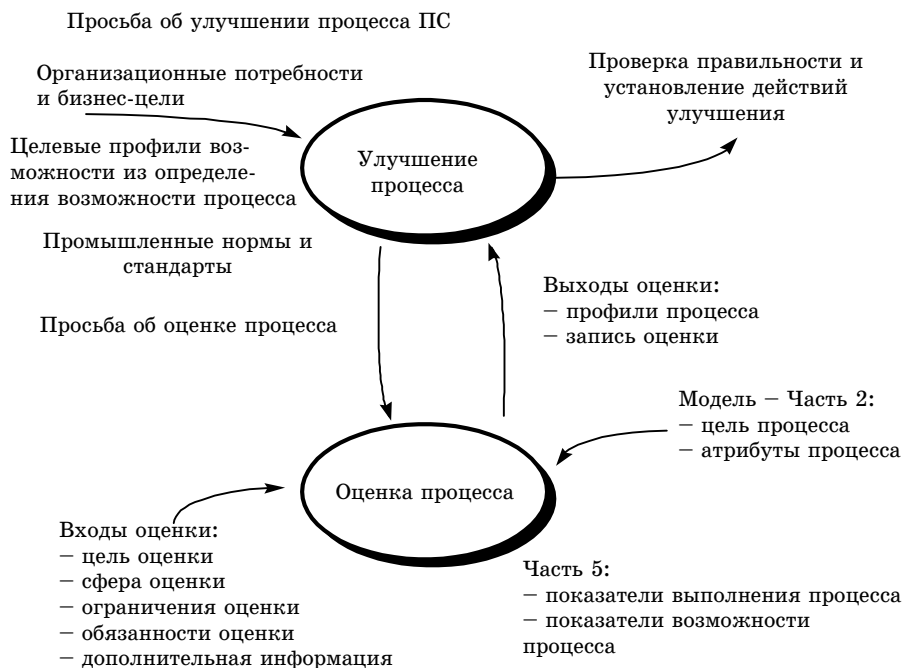 Просьба об улучшении процесса ПС
Организационные потребности
и бизнес-цели
Проверка правильности и
установление действий
улучшения
Целевые профили воз-
можности из определе-
ния возможности процесса
Улучшение
процесса
Промышленные нормы и
стандарты
Просьба об оценке процесса
Выходы оценки:
– профили процесса
– запись оценки
Модель – Часть 2:
– цель процесса
– атрибуты процесса
Оценка процесса
Входы оценки:
– цель оценки
– сфера оценки
– ограничения оценки
– обязанности оценки
– дополнительная информация
Часть 5:
– показатели выполнения процесса
– показатели возможности
процесса